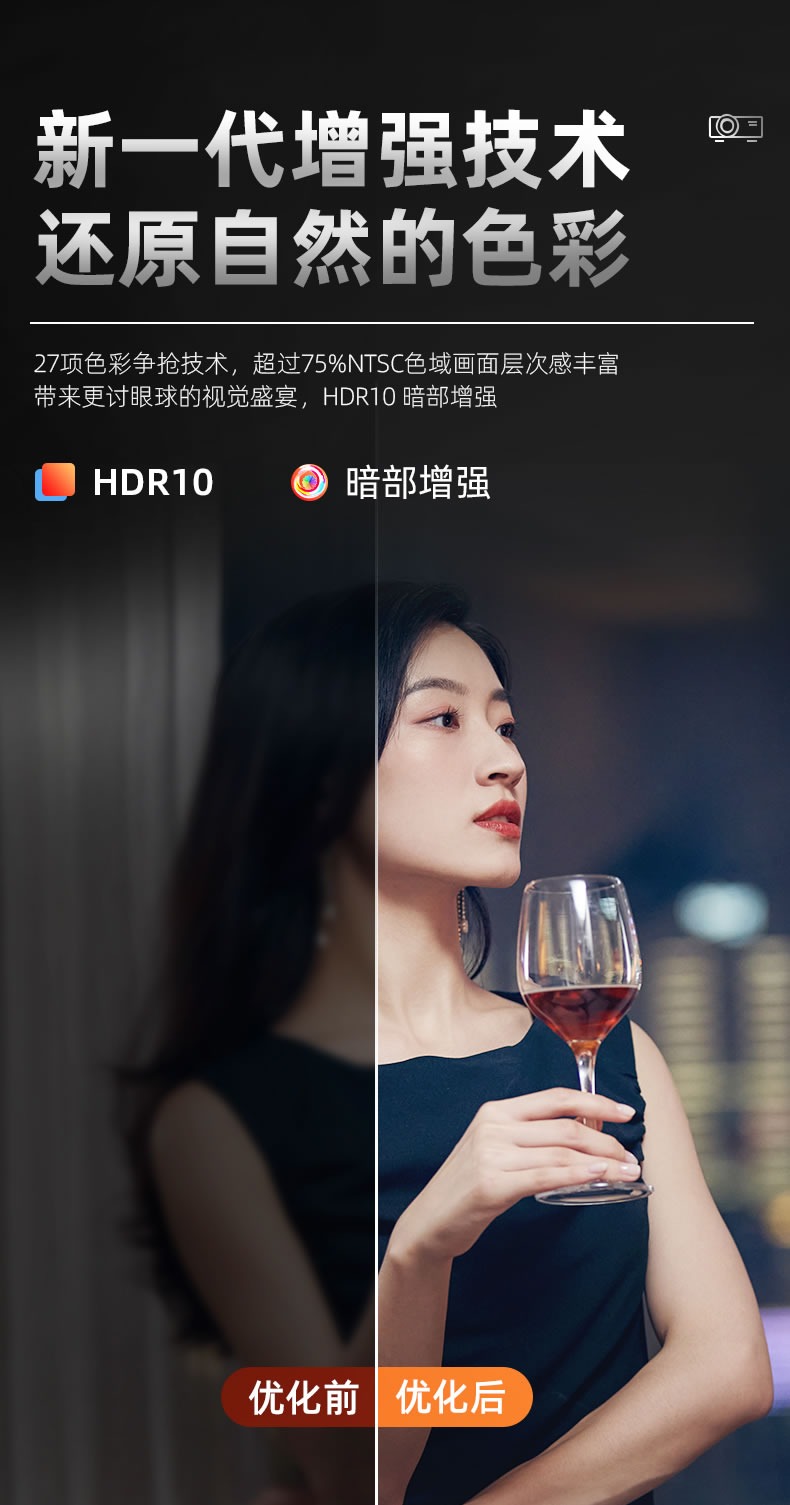 新一代增强技术
还原自然的色彩
27项色彩争抢技术，超过75%NTSC色域画面层次感丰富
带来更讨眼球的视觉盛宴，HDR10 暗部增强
HDR10 暗部增强
优化前 优化后